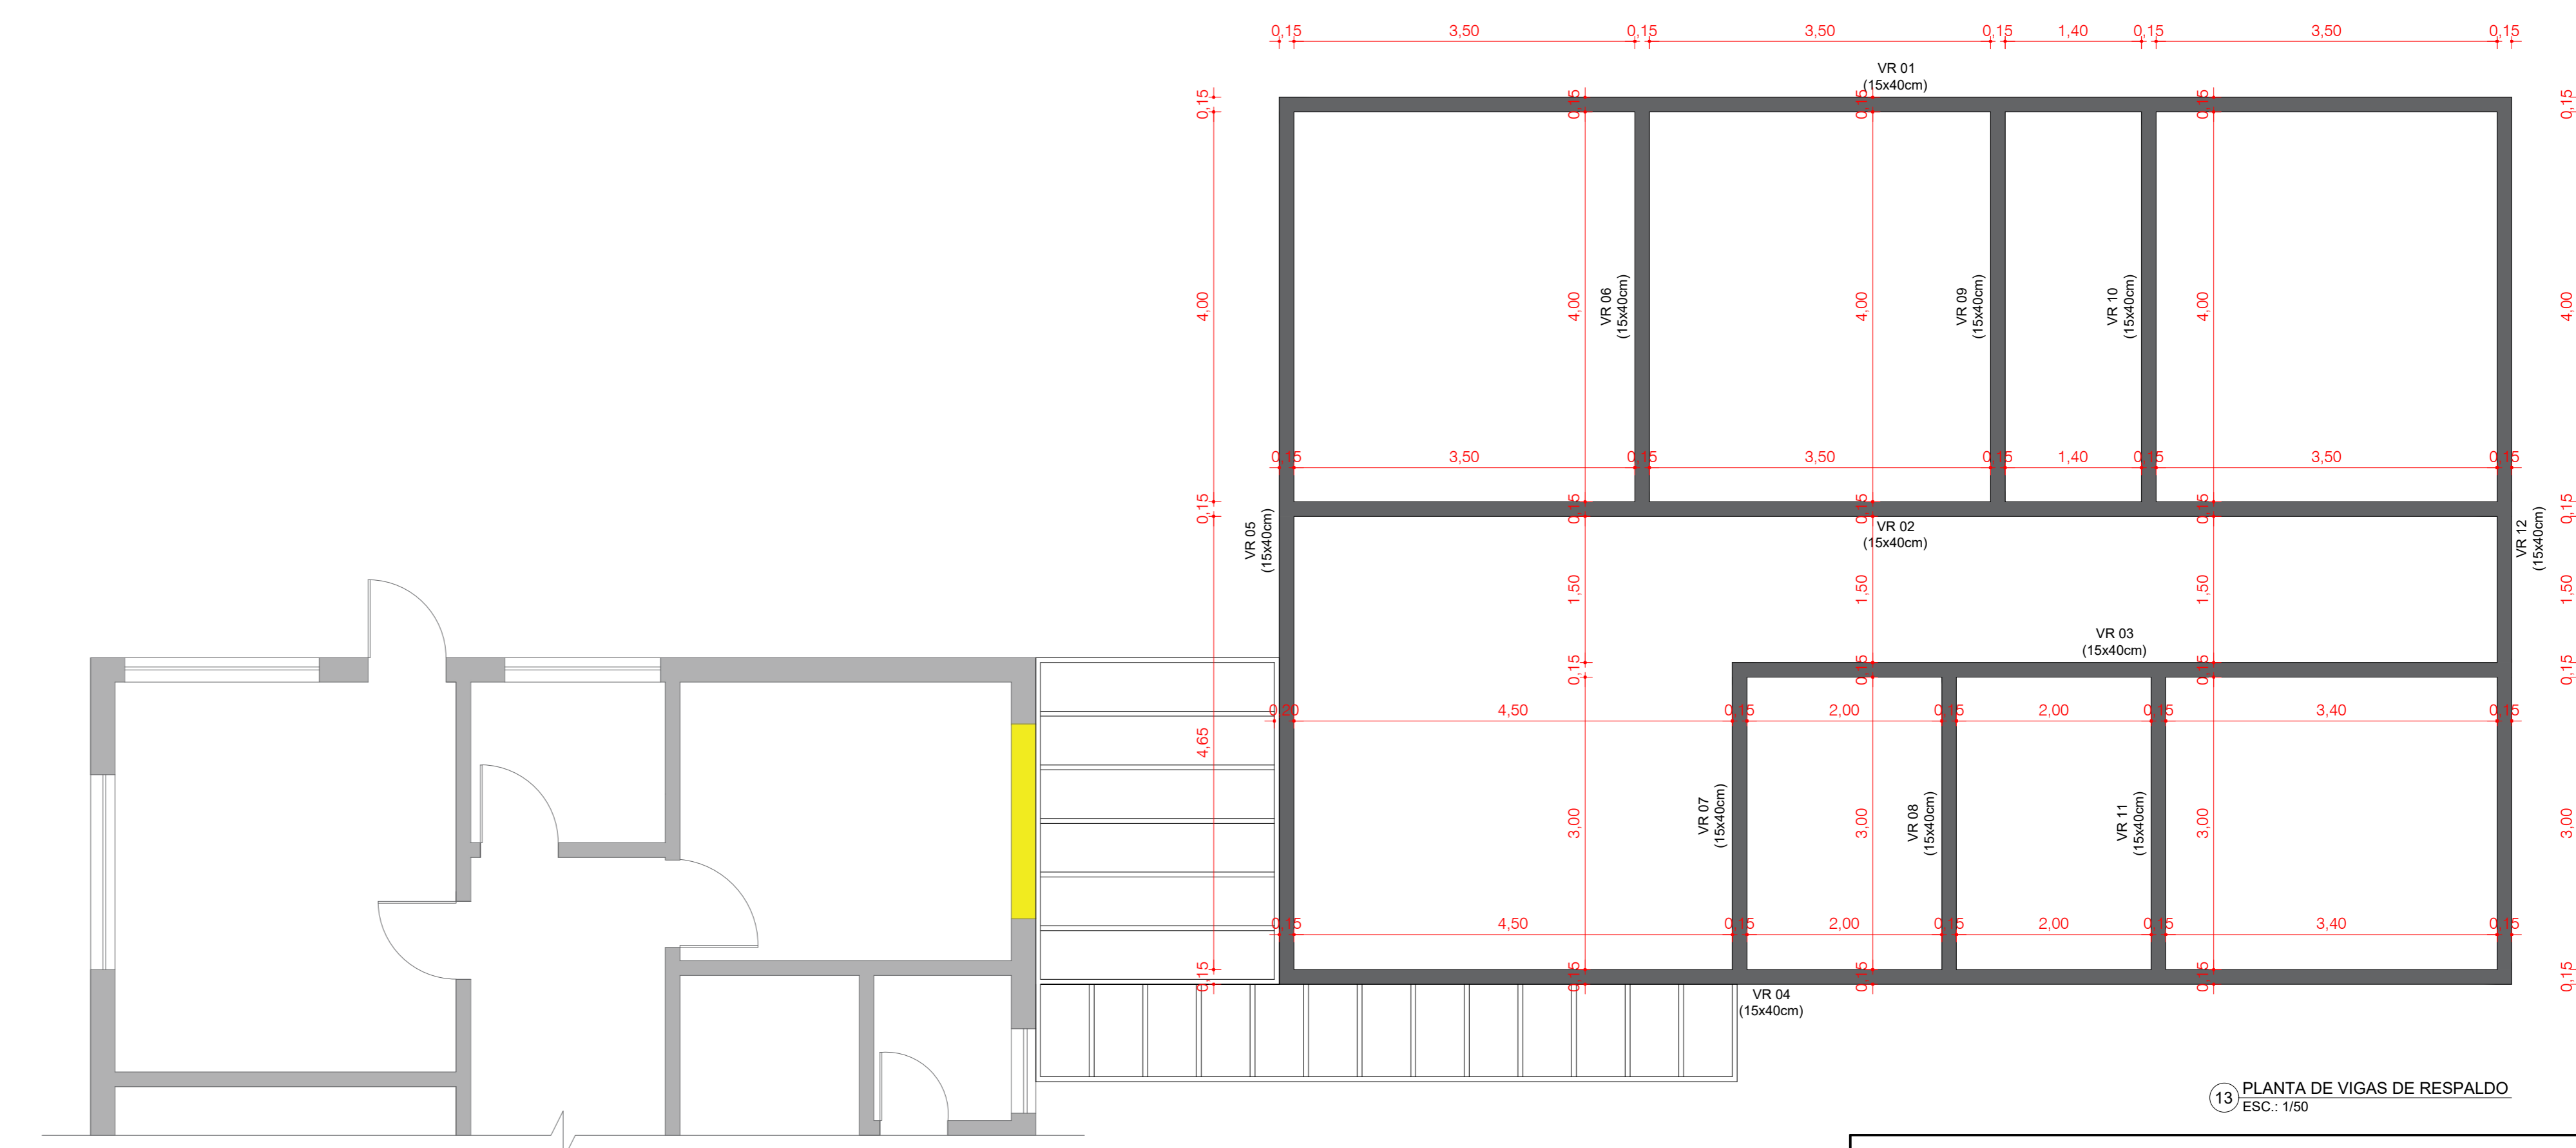 0,15 3,50 0,15 3,50 0,15 1,40 0,15 3,50 0,15
VR 01
(15x40cm)
0,15 0,15 0,15 0,15 0,15
4,00 4,00 4,00 4,00 4,00
VR 06
(15x40cm)
VR 09
(15x40cm)
VR 10
(15x40cm)
0,15 3,50 0,15 3,50 0,15 1,40 0,15 3,50 0,15
0,15 0,15 0,15 0,15 0,15
VR 05
(15x40cm)
VR 02
(15x40cm)
VR 12
(15x40cm)
1,50 1,50 1,50 1,50
VR 03
(15x40cm)
0,15 0,15 0,15 0,15
0,20 4,50 0,15 2,00 0,15 2,00 0,15 3,40 0,15
4,65
3,00 3,00 3,00 3,00
VR 07
(15x40cm)
VR 08
(15x40cm)
VR 11
(15x40cm)
0,15 4,50 0,15 2,00 0,15 2,00 0,15 3,40 0,15
0,15 0,15 0,15 0,15 0,15
VR 04
(15x40cm)
13 PLANTA DE VIGAS DE RESPALDO
ESC.: 1/50